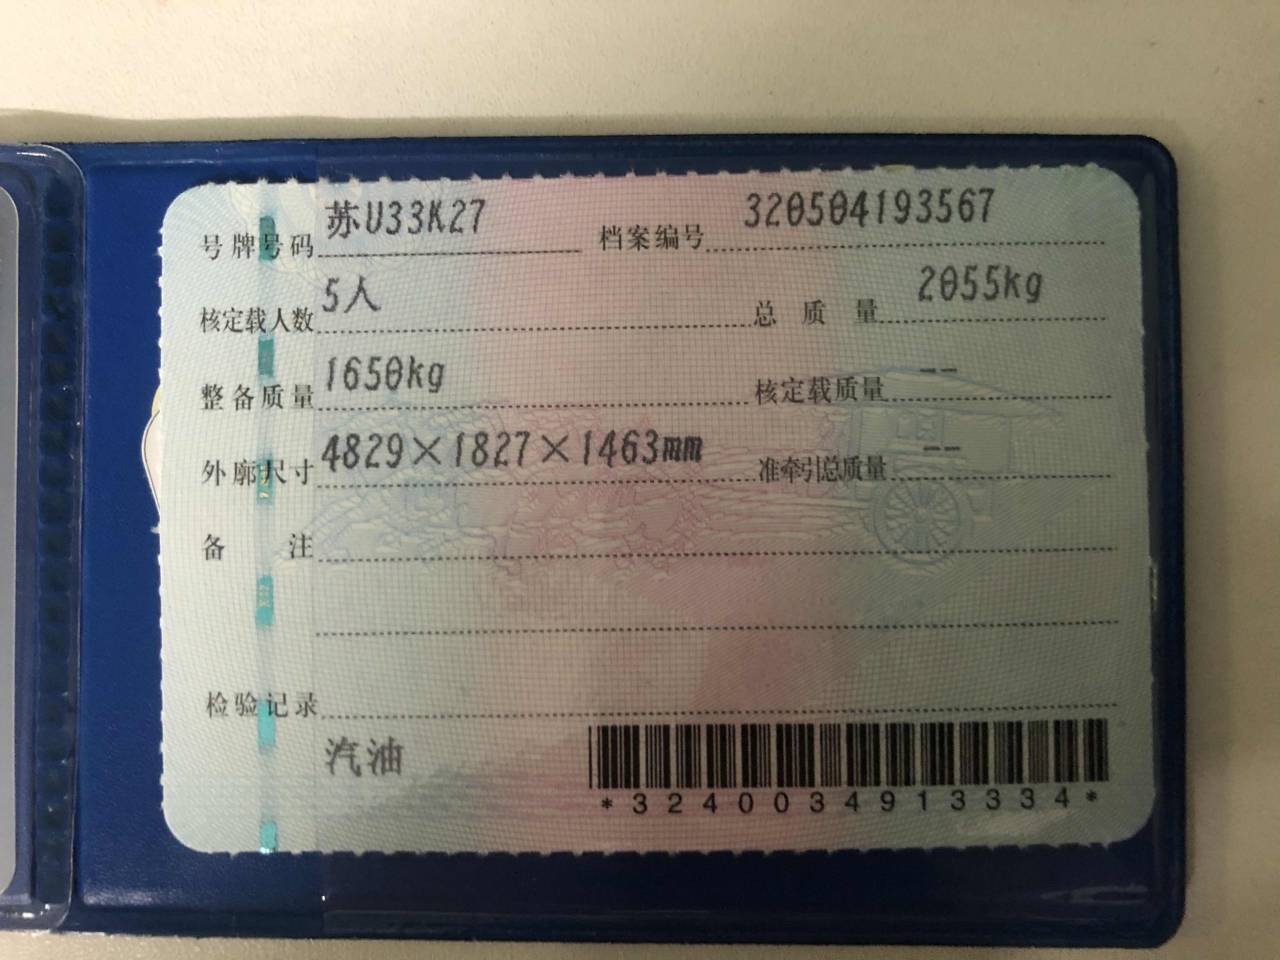 号牌号码 苏U33K27 档案编号 320504193567
核定载人数 5人 总质量 2055kg
整备质量 1650kg 核定载质量 --
外廓尺寸 4829×1827×1463mm 准牵引总质量 --
备注
检验记录
汽油
*3240034913334*